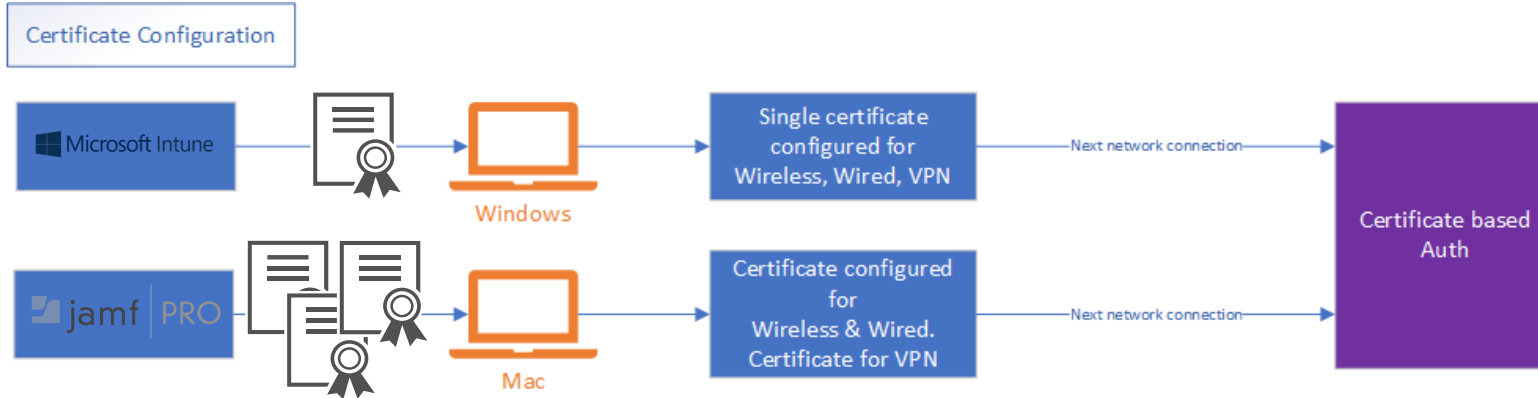 Certificate Configuration
Microsoft Intune
Windows
Single certificate
configured for
Wireless, Wired, VPN
Next network connection
Certificate based
Auth
jamf PRO
Mac
Certificate configured
for
Wireless & Wired.
Certificate for VPN
Next network connection